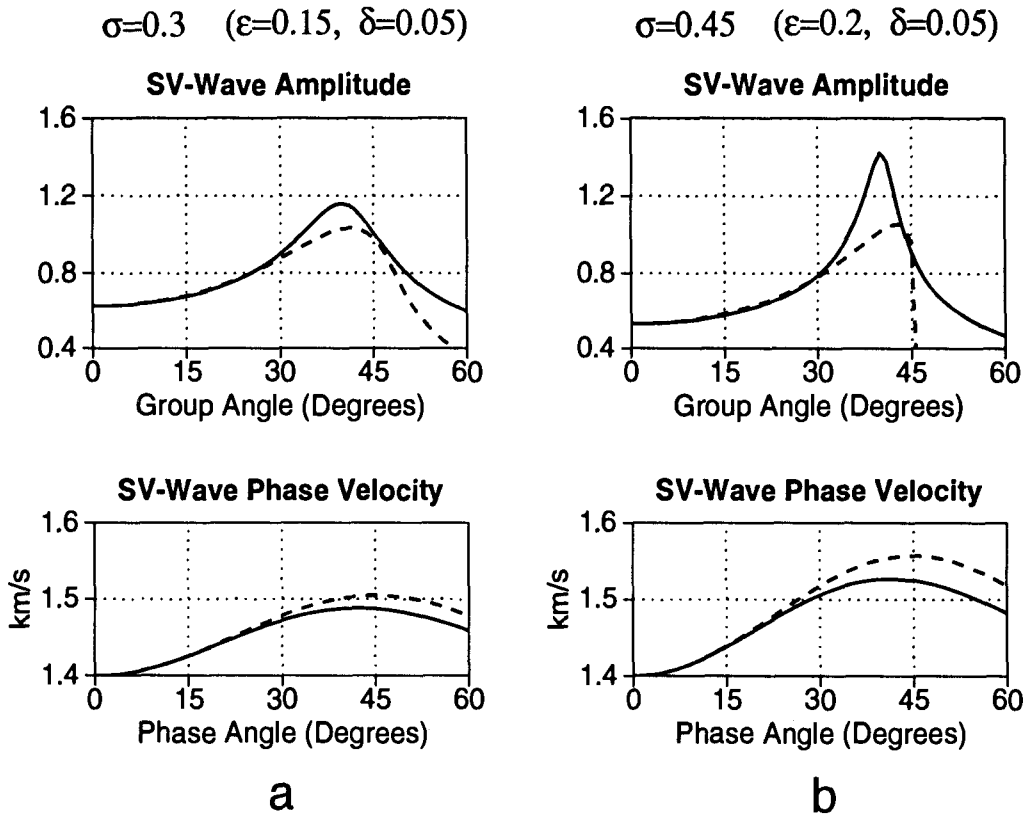 σ=0.3 (ε=0.15, δ=0.05)
SV-Wave Amplitude
1.6
1.2
0.8
0.4
0 15 30 45 60
Group Angle (Degrees)
SV-Wave Phase Velocity
1.6
1.5
1.4
km/s
0 15 30 45 60
Phase Angle (Degrees)
a
σ=0.45 (ε=0.2, δ=0.05)
SV-Wave Amplitude
1.6
1.2
0.8
0.4
0 15 30 45 60
Group Angle (Degrees)
SV-Wave Phase Velocity
1.6
1.5
1.4
km/s
0 15 30 45 60
Phase Angle (Degrees)
b